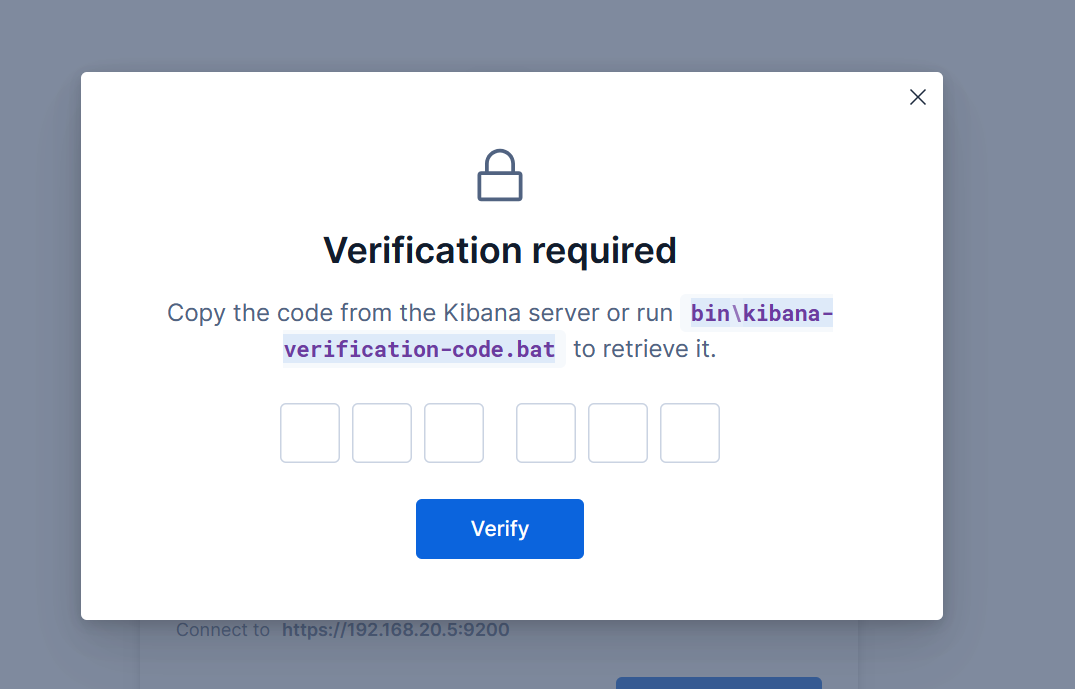 Verification required
Copy the code from the Kibana server or run bin\kibana-
verification-code.bat to retrieve it.
Verify
Connect to https://192.168.20.5:9200